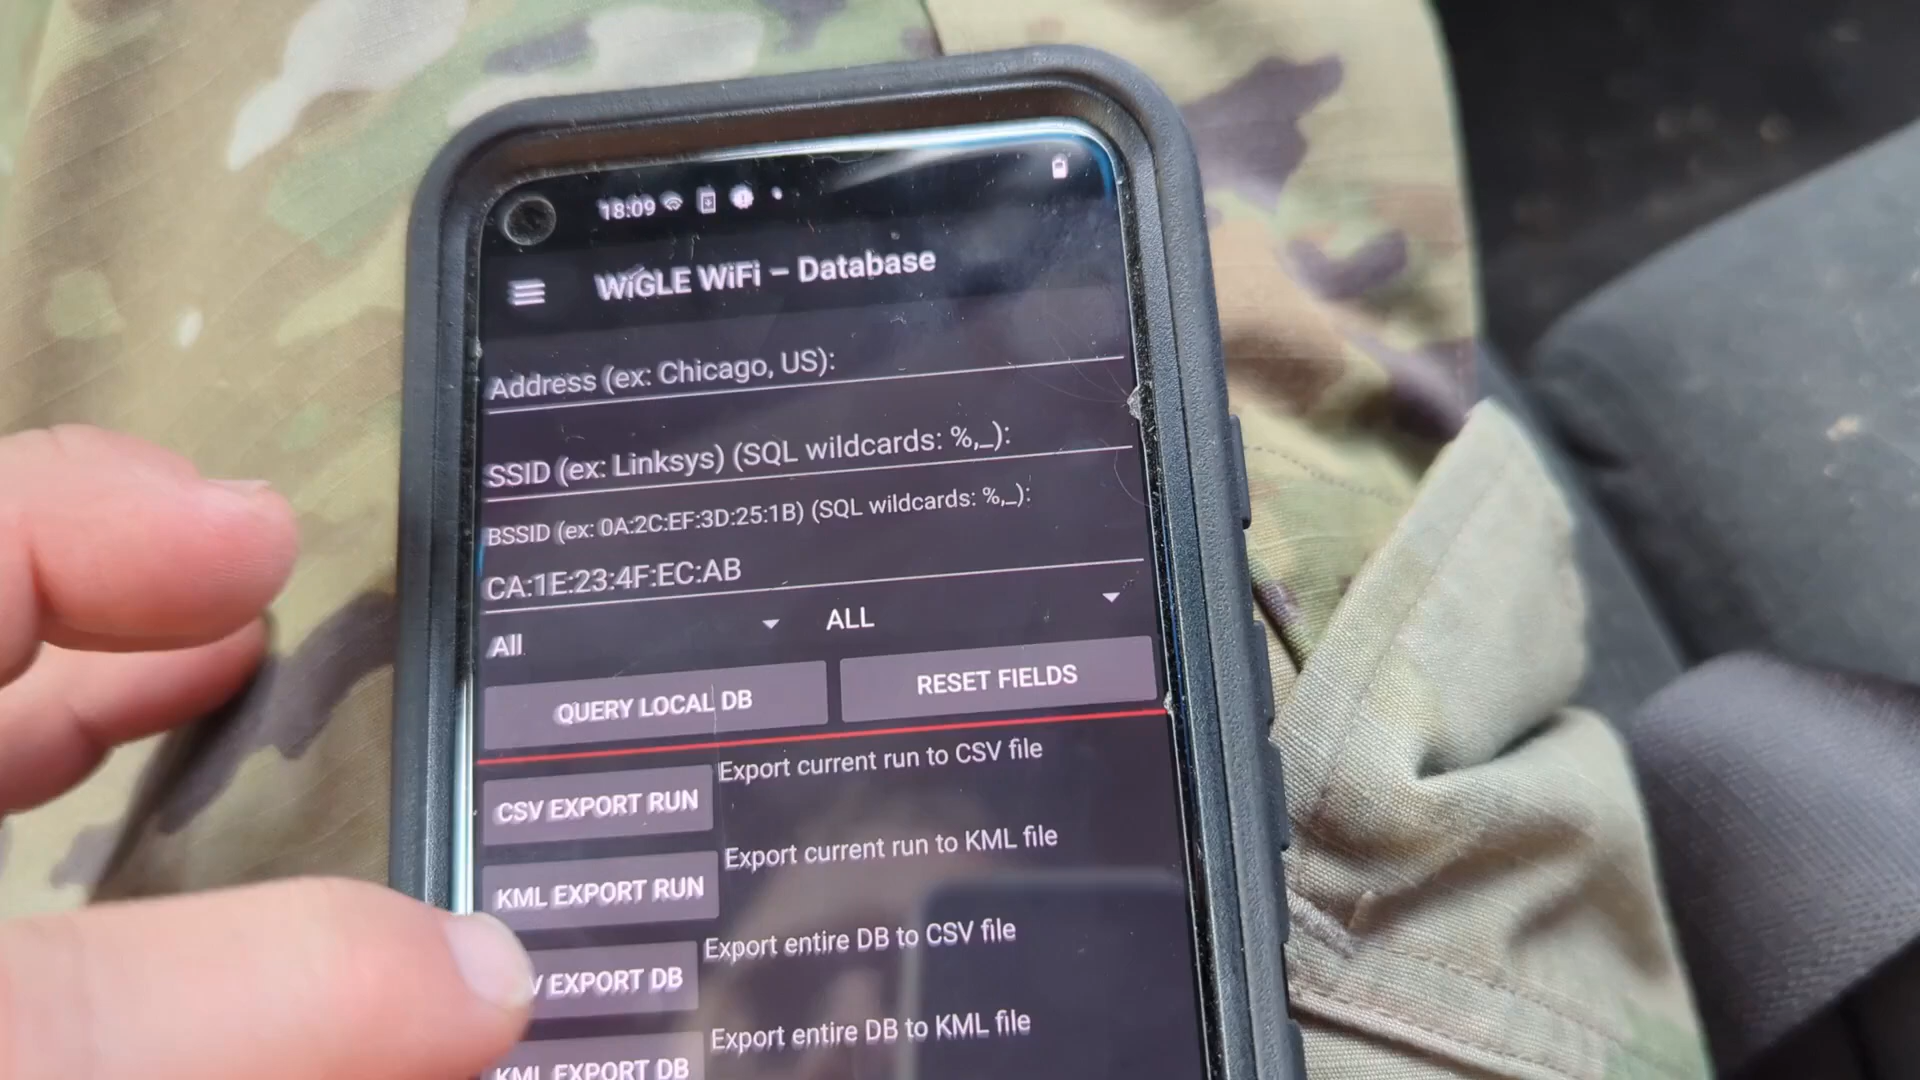 18:09
WiGLE WiFi – Database
Address (ex: Chicago, US):
SSID (ex: Linksys) (SQL wildcards: %,_):
BSSID (ex: 0A:2C:EF:3D:25:1B) (SQL wildcards: %,_):
CA:1E:23:4F:EC:AB
All ALL
QUERY LOCAL DB RESET FIELDS
CSV EXPORT RUN Export current run to CSV file
KML EXPORT RUN Export current run to KML file
V EXPORT DB Export entire DB to CSV file
KML EXPORT DB Export entire DB to KML file